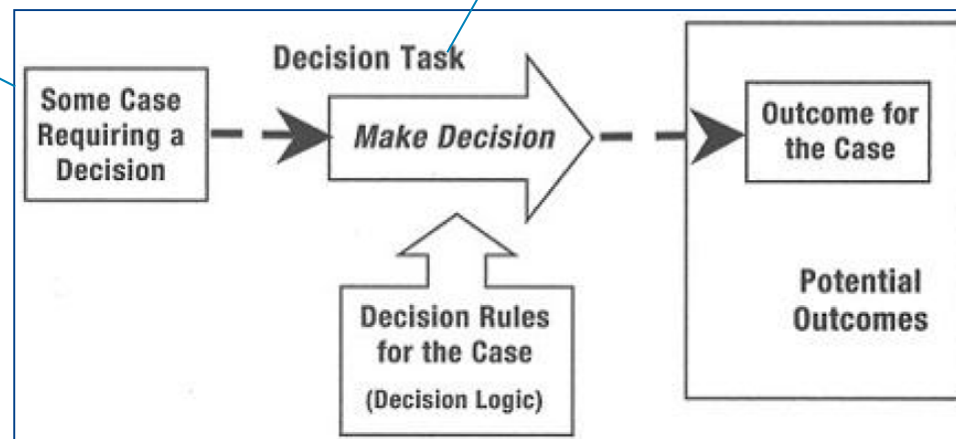 Decision Task
Some Case
Requiring a
Decision
Make Decision
Outcome for
the Case
Potential
Outcomes
Decision Rules
for the Case
(Decision Logic)